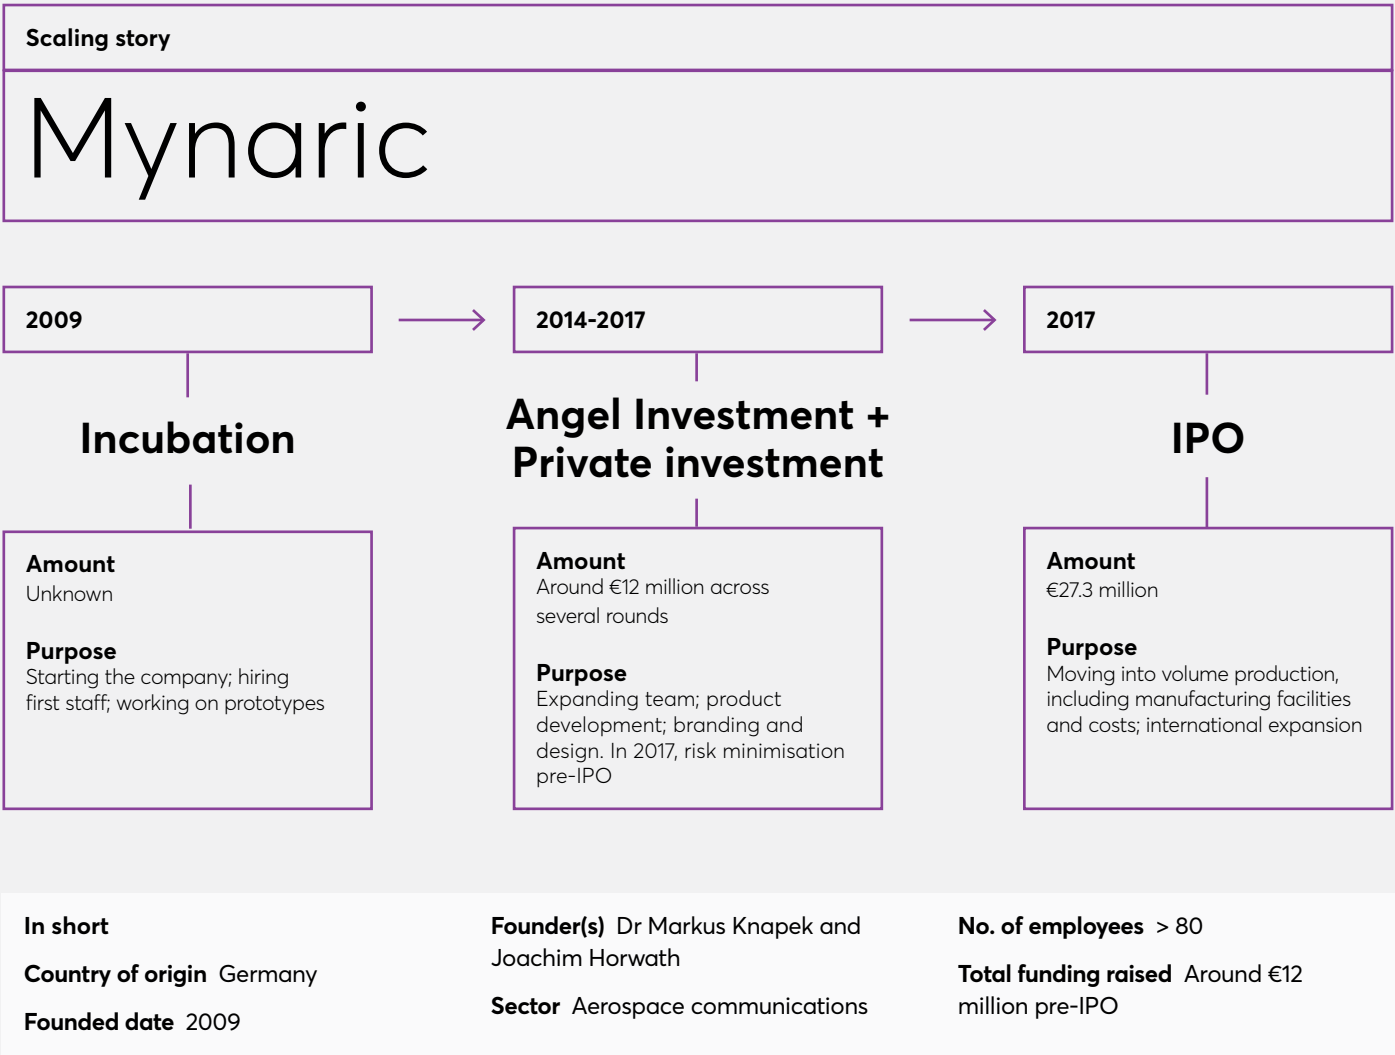 Scaling story
Mynaric
2009
Incubation
Amount
Unknown
Purpose
Starting the company; hiring
first staff; working on prototypes
2014-2017
Angel Investment +
Private investment
Amount
Around €12 million across
several rounds
Purpose
Expanding team; product
development; branding and
design. In 2017, risk minimisation
pre-IPO
2017
IPO
Amount
€27.3 million
Purpose
Moving into volume production,
including manufacturing facilities
and costs; international expansion
In short
Country of origin Germany
Founded date 2009
Founder(s) Dr Markus Knapek and
Joachim Horwath
Sector Aerospace communications
No. of employees > 80
Total funding raised Around €12
million pre-IPO